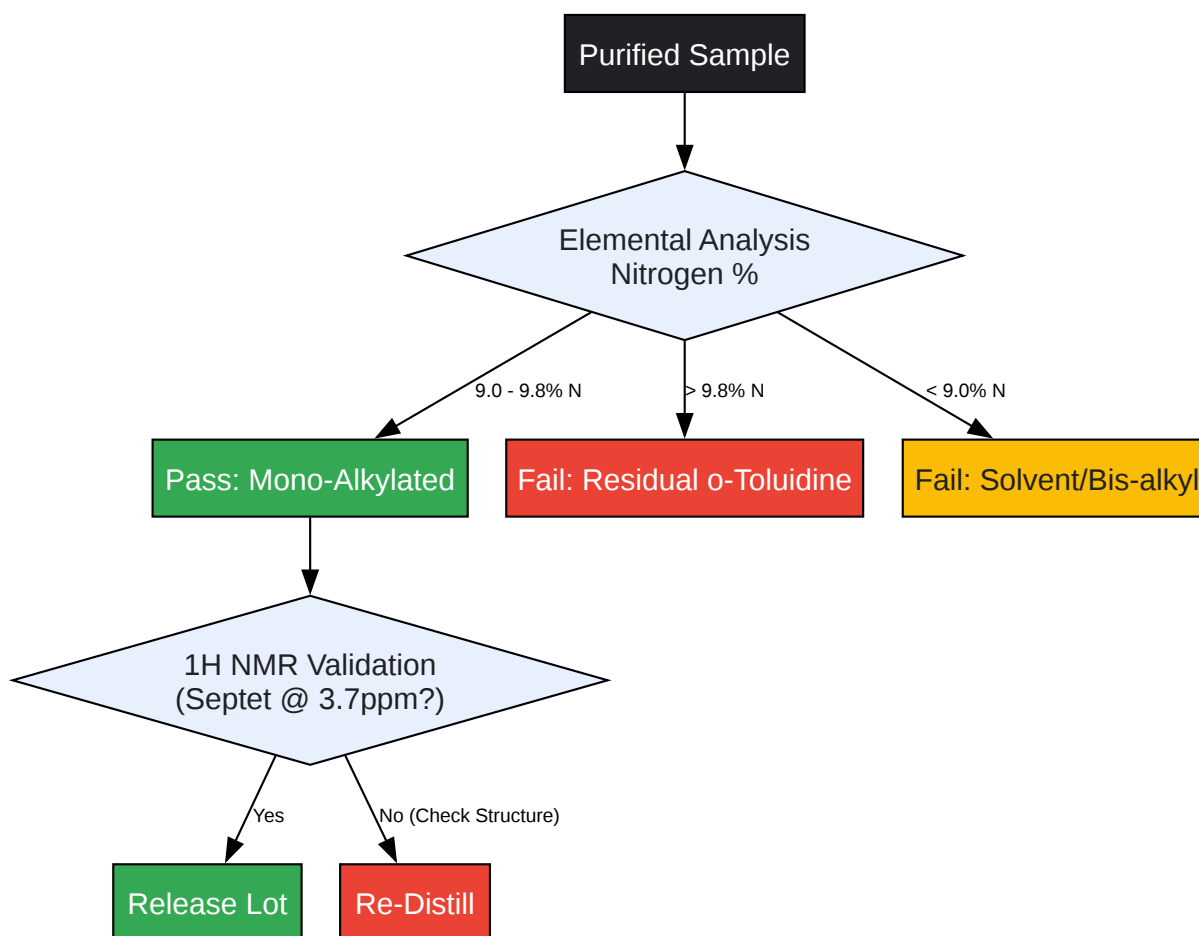 Purified Sample
Elemental Analysis
Nitrogen %
9.0 - 9.8% N
> 9.8% N
< 9.0% N
Pass: Mono-Alkylated
Fail: Residual o-Toluidine
Fail: Solvent/Bis-alkyl
1H NMR Validation
(Septet @ 3.7ppm?)
Yes
No (Check Structure)
Release Lot
Re-Distill